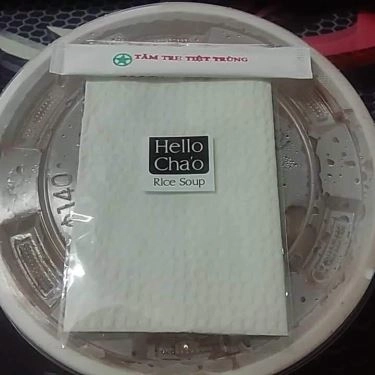 TĂM TRE TIỆT TRÙNG
Hello
Cha'o
Rice Soup
140